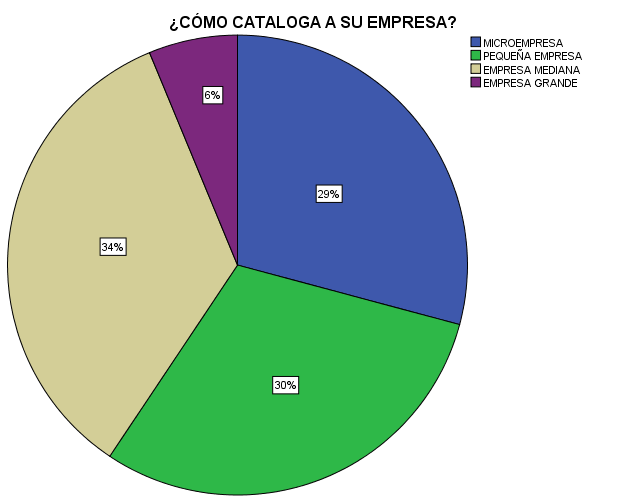 ¿CÓMO CATALOGA A SU EMPRESA?
MICROEMPRESA
PEQUEÑA EMPRESA
EMPRESA MEDIANA
EMPRESA GRANDE
6%
29%
34%
30%